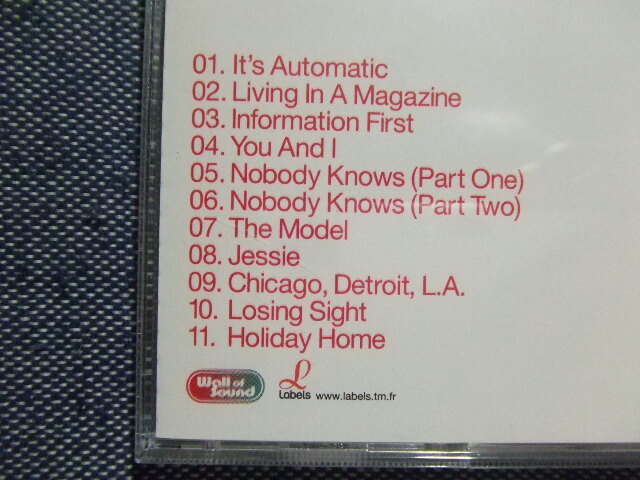 01. It's Automatic
02. Living In A Magazine
03. Information First
04. You And I
05. Nobody Knows (Part One)
06. Nobody Knows (Part Two)
07. The Model
08. Jessie
09. Chicago, Detroit, L.A.
10. Losing Sight
11. Holiday Home
Wall of
Sound
L
Labels www.labels.tm.fr